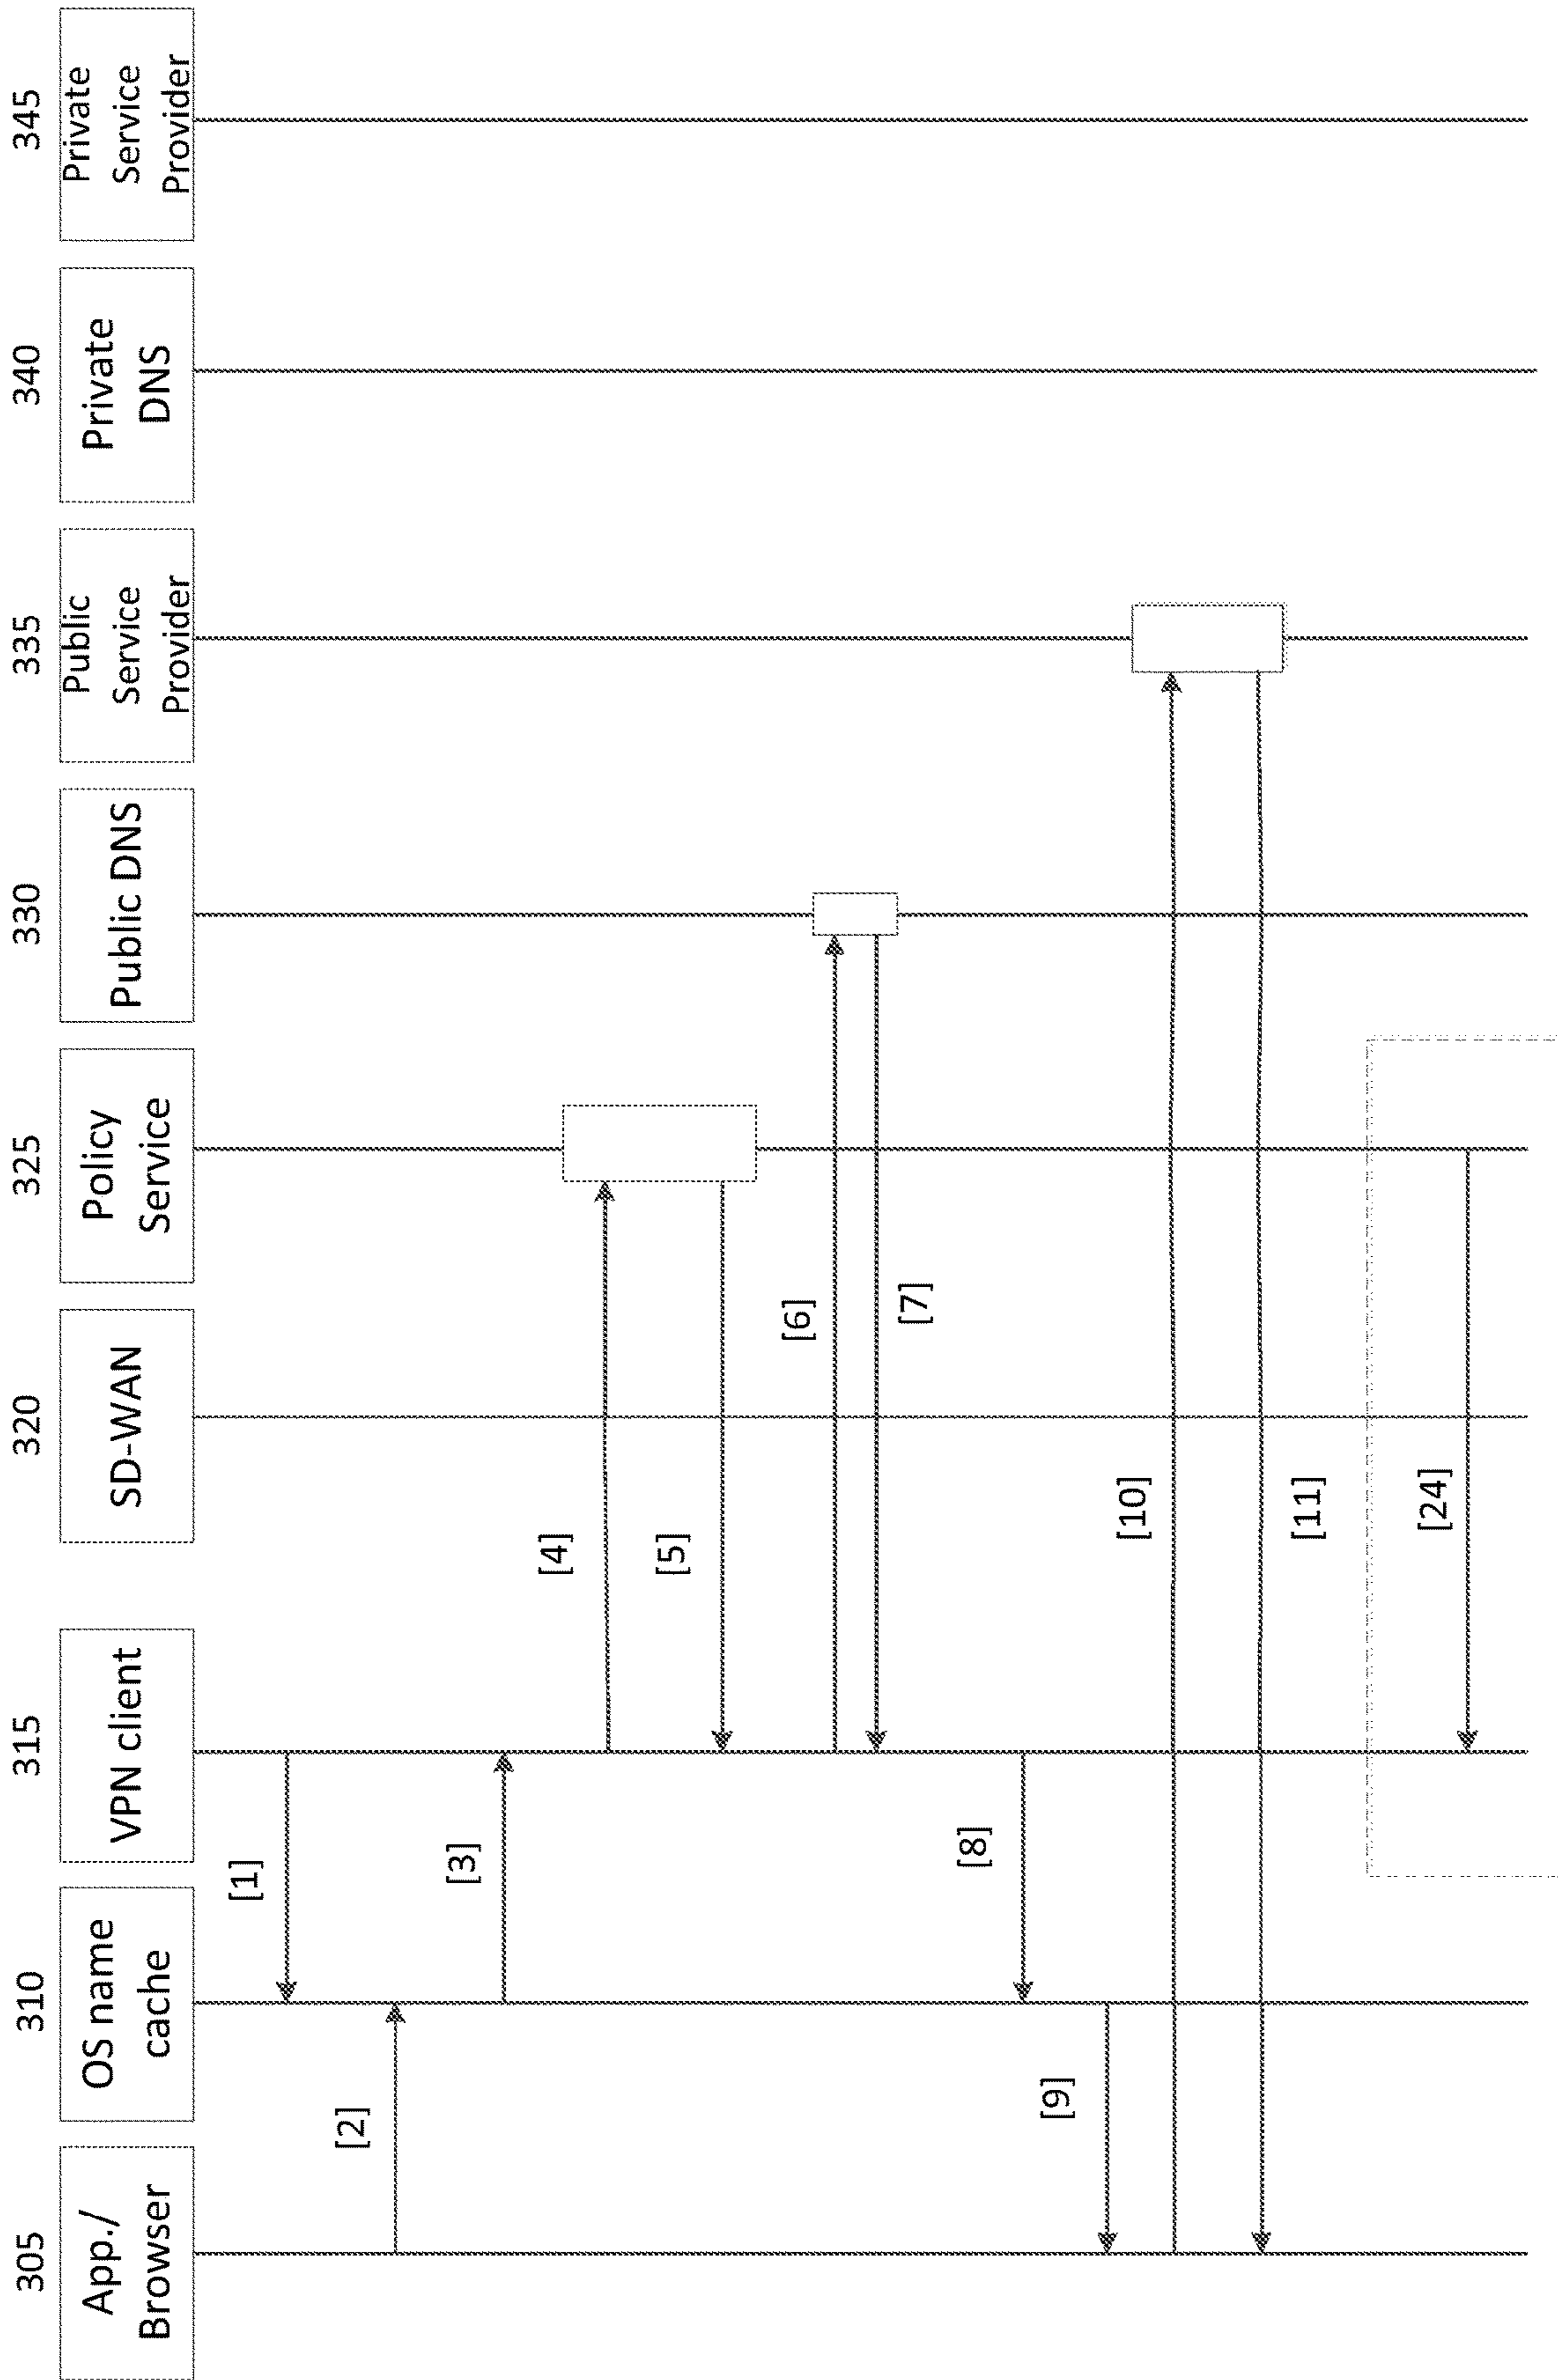 305
310
315
320
325
330
335
340
345
App./
Browser
OS name
cache
VPN client
SD-WAN
Policy
Service
Public DNS
Public
Service
Provider
Private
DNS
Private
Service
Provider
[1]
[2]
[3]
[4]
[5]
[6]
[7]
[8]
[9]
[10]
[11]
[24]